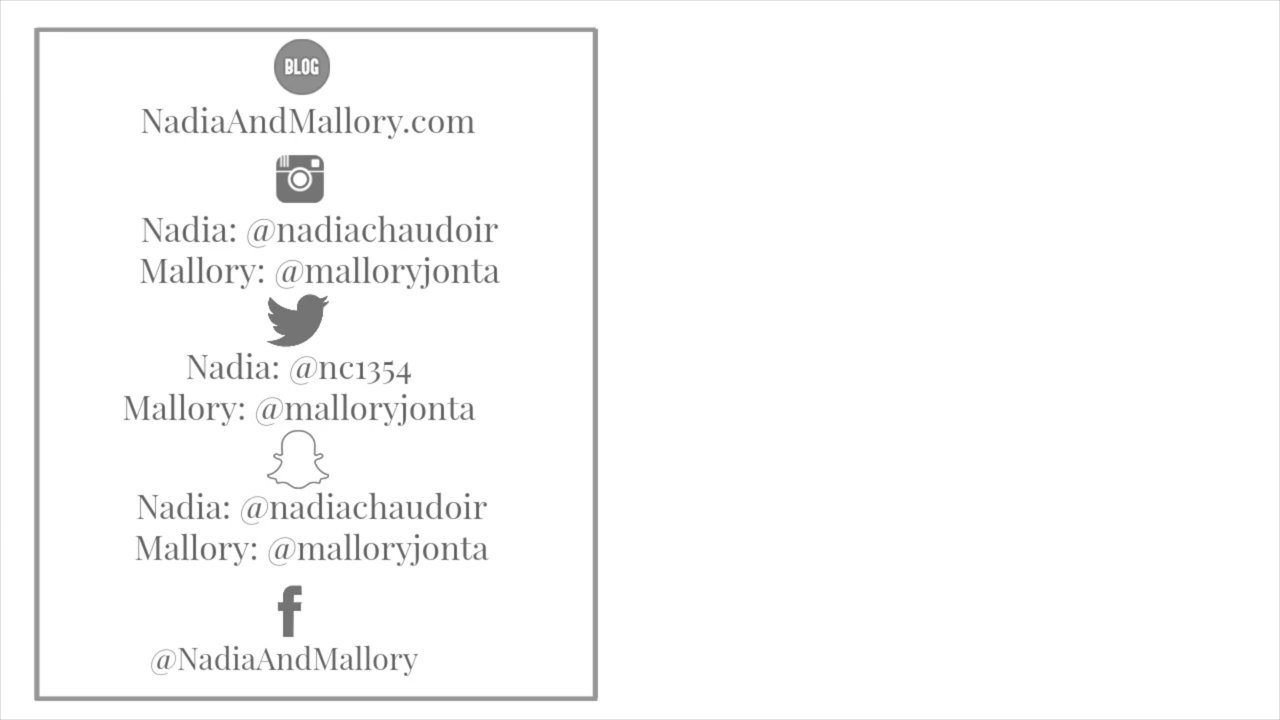 BLOG
NadiaAndMallory.com
Nadia: @nadiachaudoir
Mallory: @malloryjonta
Nadia: @nc1354
Mallory: @malloryjonta
Nadia: @nadiachaudoir
Mallory: @malloryjonta
@NadiaAndMallory